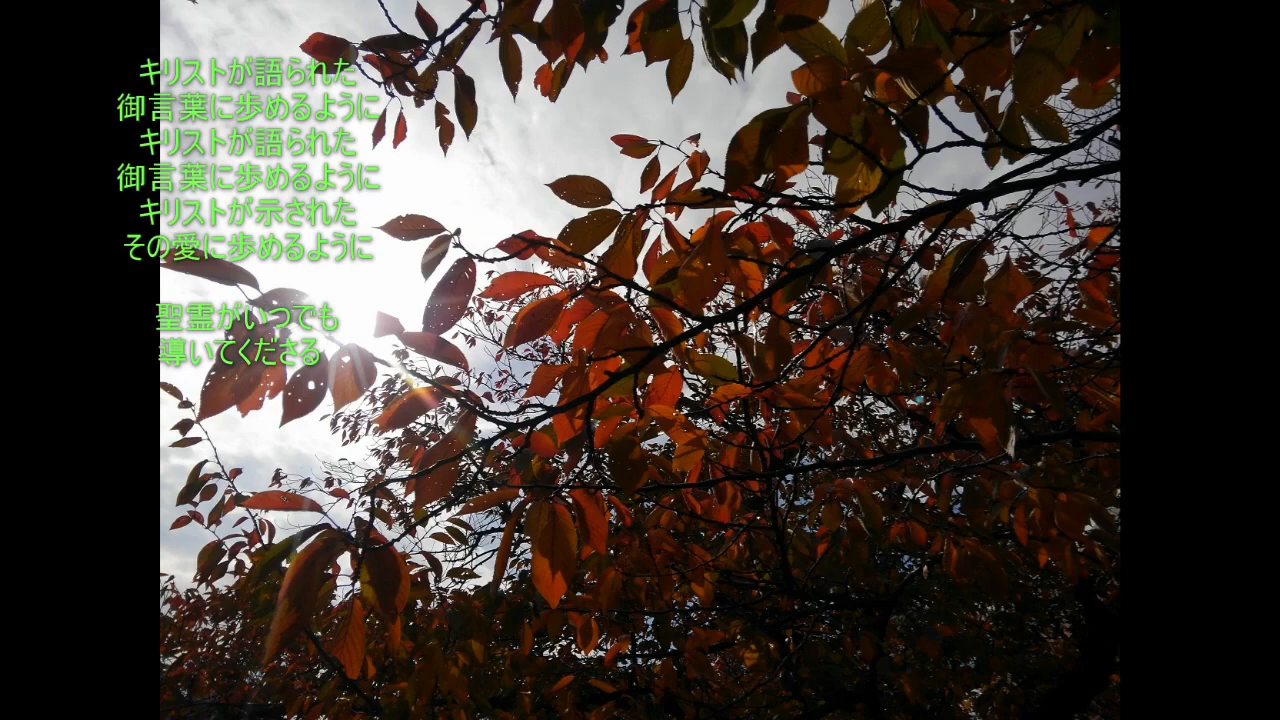 キリストが語られた
御言葉に歩めるように
キリストが語られた
御言葉に歩めるように
キリストが示された
その愛に歩めるように
聖霊がいつでも
導いてくださる